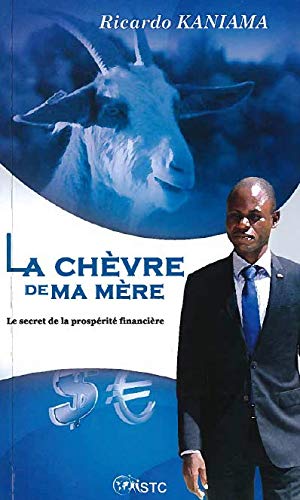 Ricardo KANIAMA
LA CHÈVRE
DE MA MÈRE
Le secret de la prospérité financière
$ €
STC